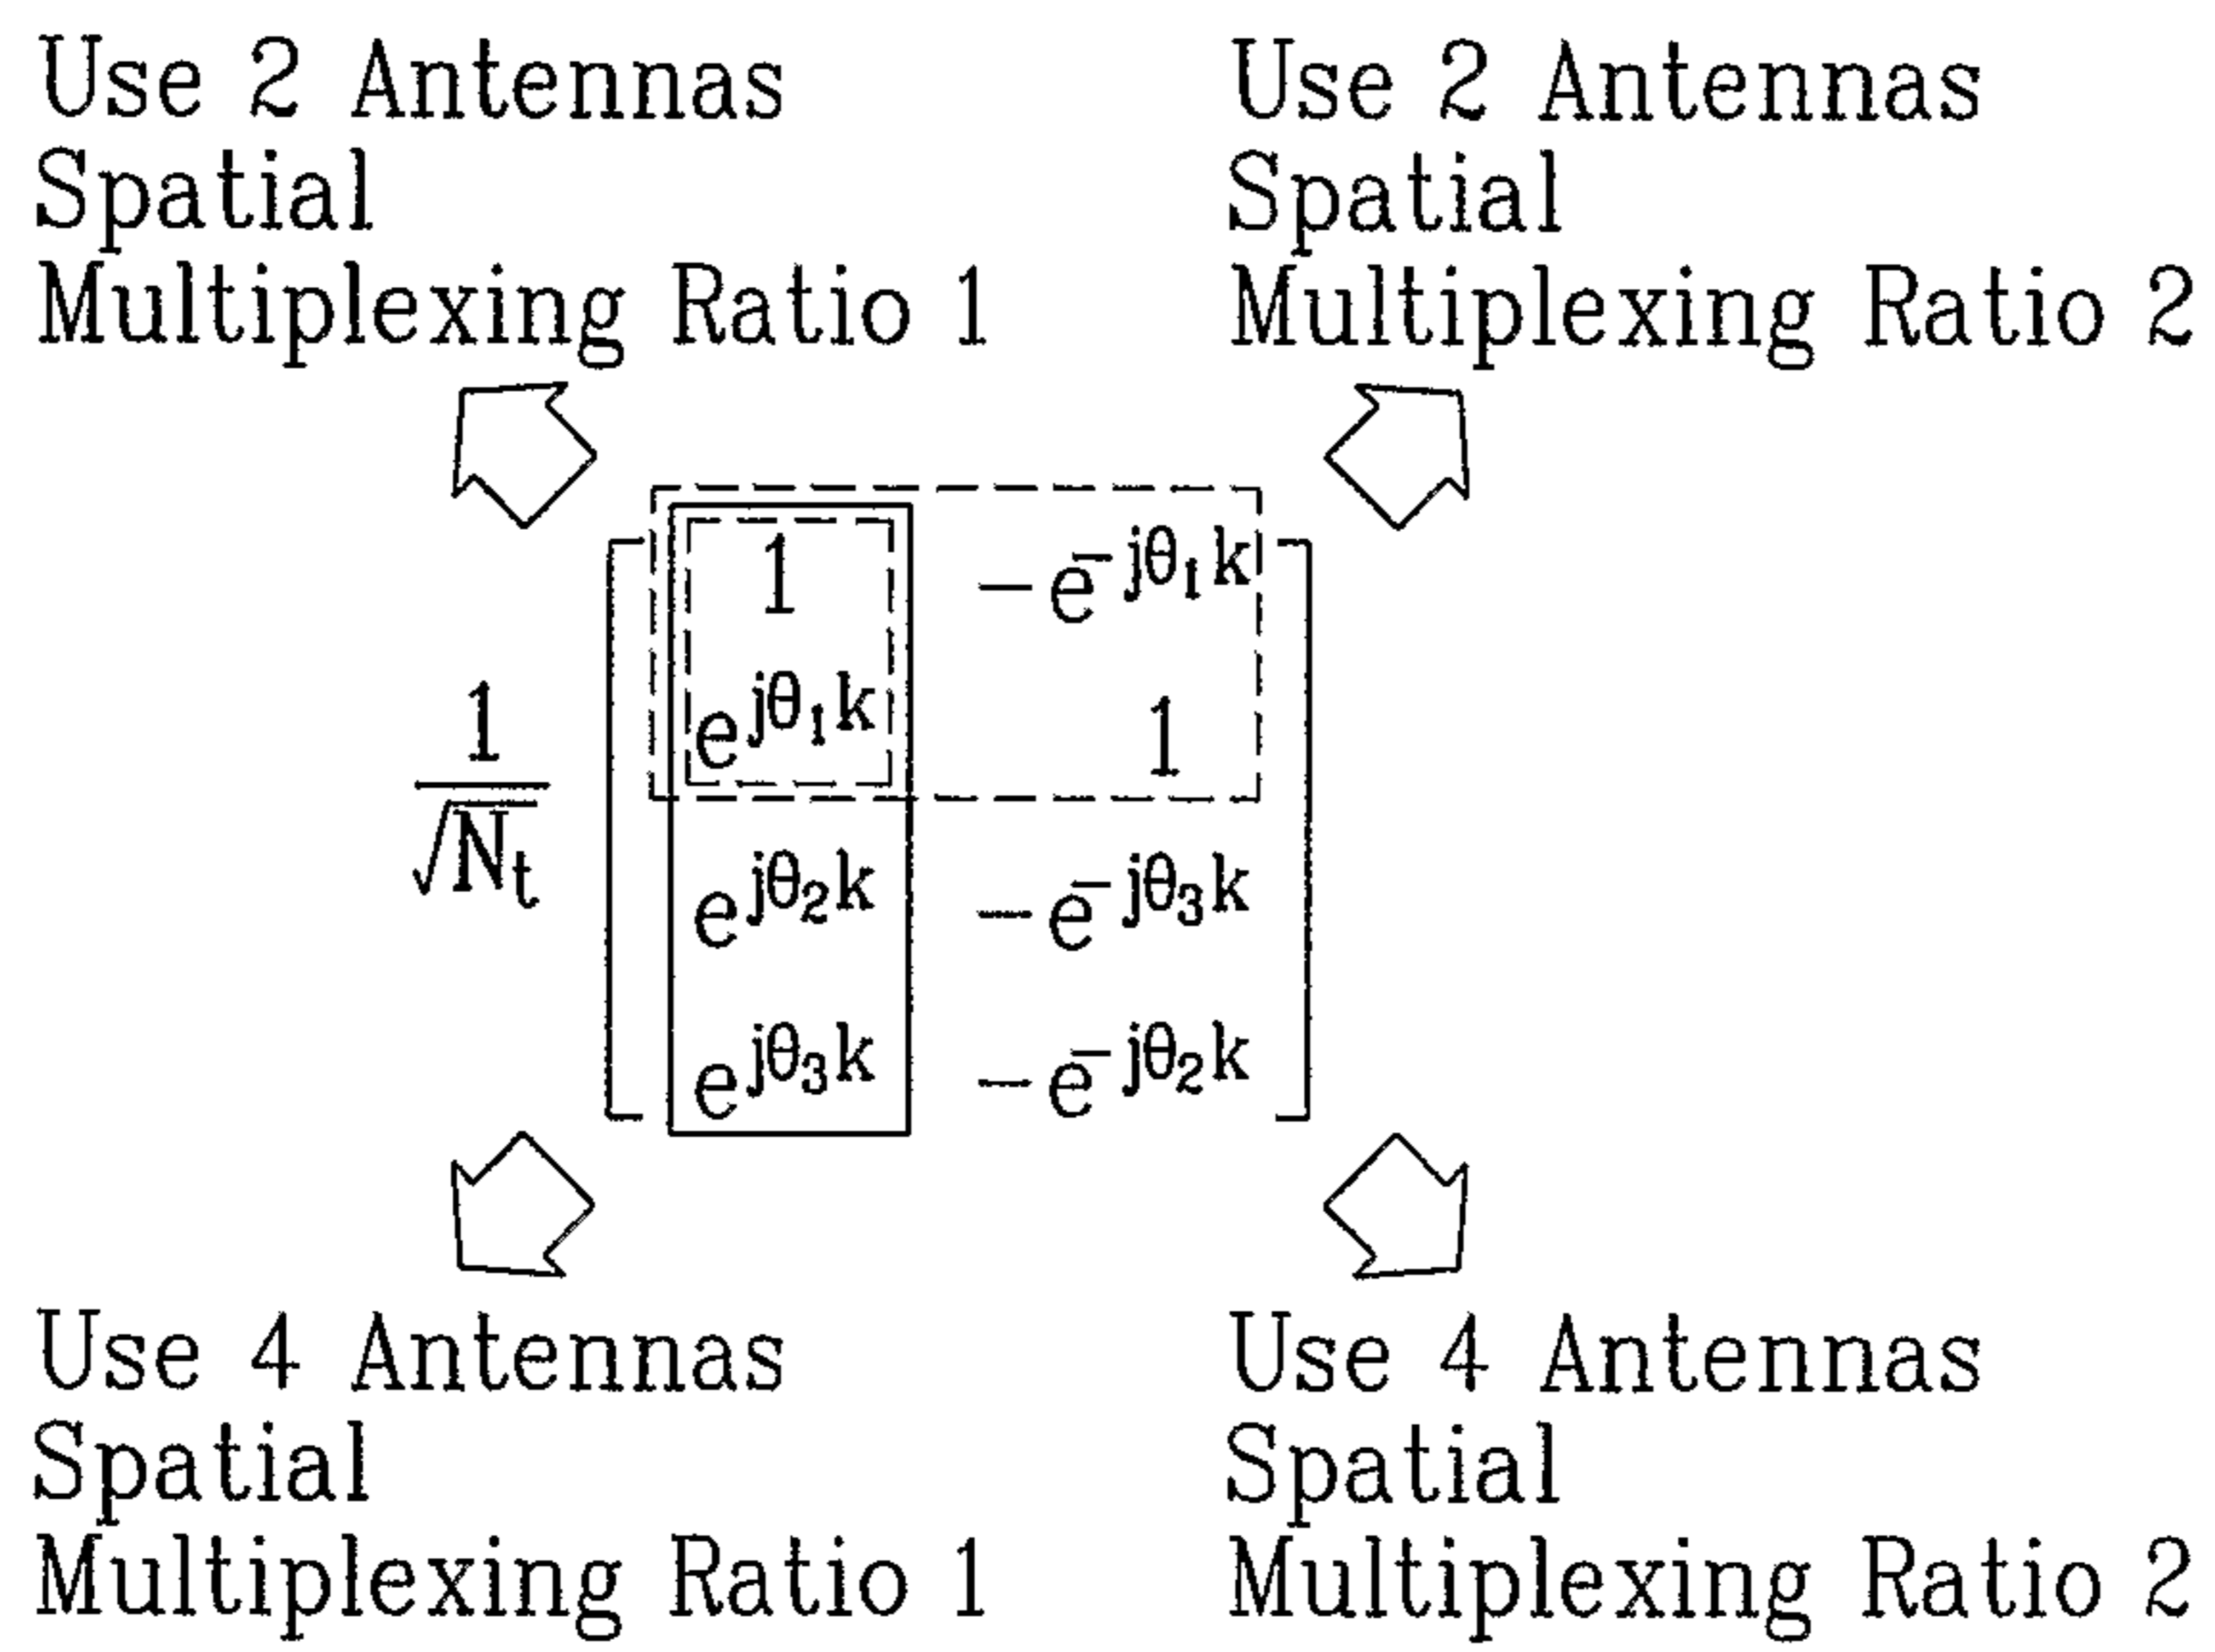 Use 2 Antennas
Spatial
Multiplexing Ratio 1
Use 2 Antennas
Spatial
Multiplexing Ratio 2
1/√N_t
1 -e^{-jθ₁k}
e^{jθ₁k} 1
e^{jθ₂k} -e^{-jθ₃k}
e^{jθ₃k} -e^{-jθ₂k}
Use 4 Antennas
Spatial
Multiplexing Ratio 1
Use 4 Antennas
Spatial
Multiplexing Ratio 2